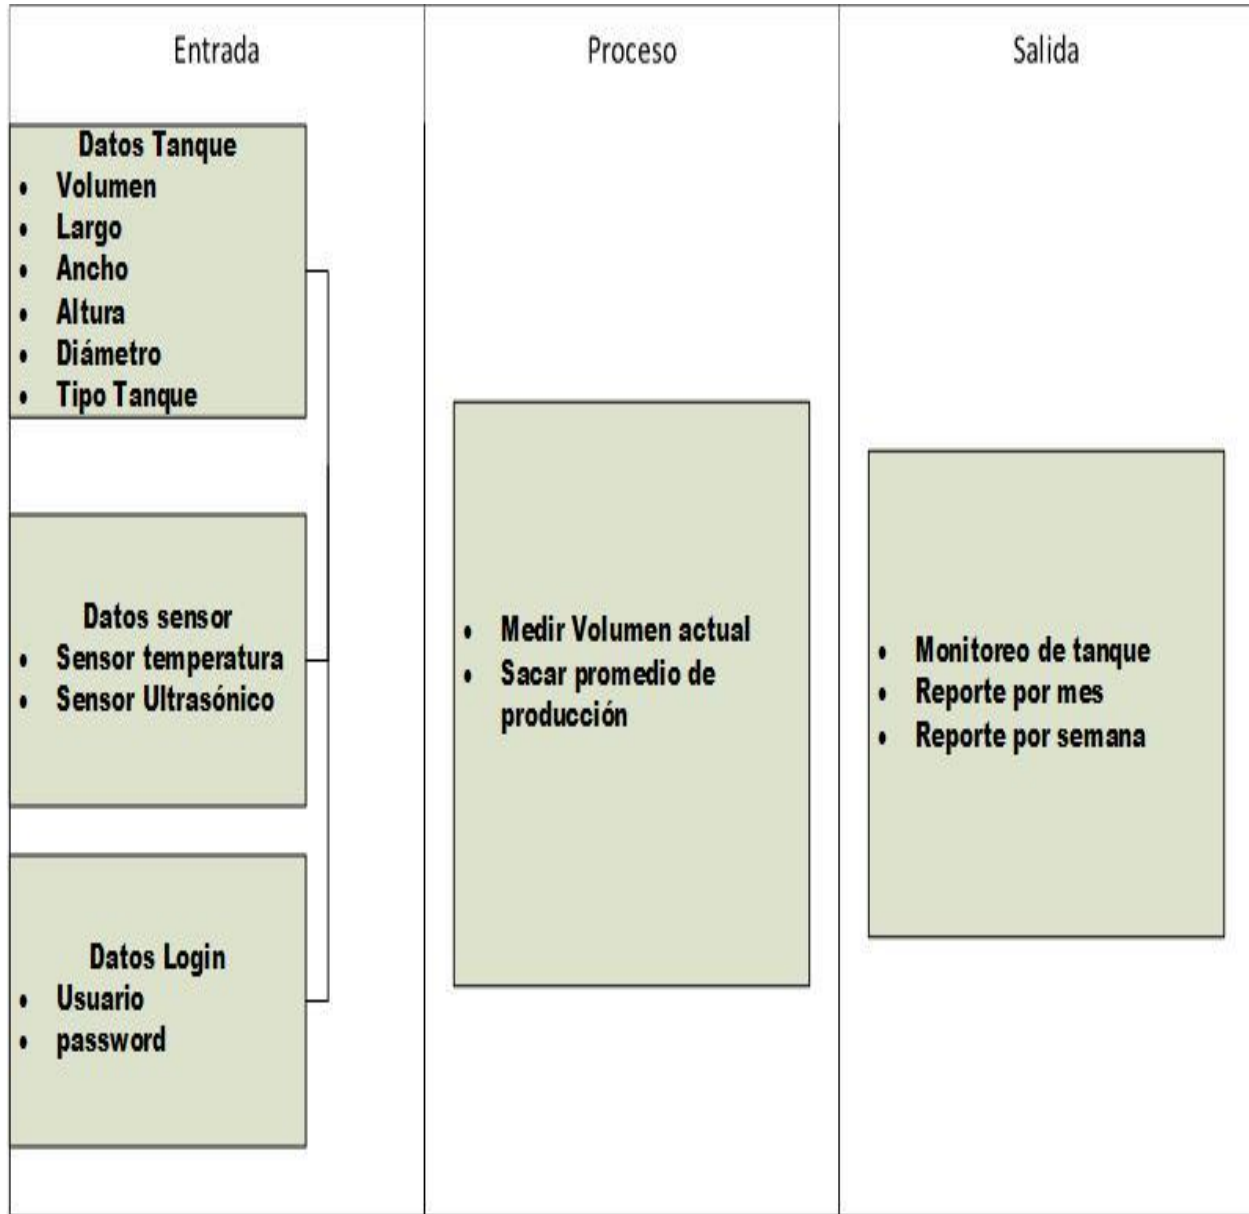 Entrada
Proceso
Salida
Datos Tanque
• Volumen
• Largo
• Ancho
• Altura
• Diámetro
• Tipo Tanque
Datos sensor
• Sensor temperatura
• Sensor Ultrasónico
Datos Login
• Usuario
• password
• Medir Volumen actual
• Sacar promedio de
producción
• Monitoreo de tanque
• Reporte por mes
• Reporte por semana